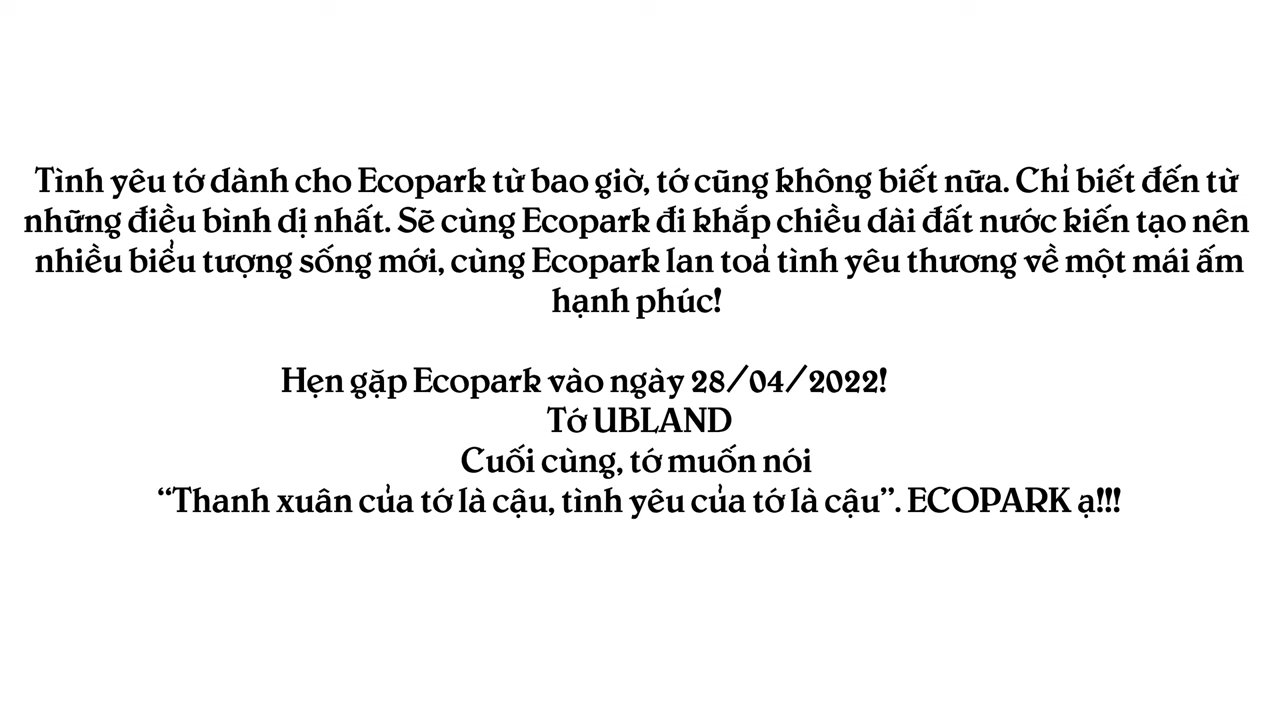 Tình yêu tớ dành cho Ecopark từ bao giờ, tớ cũng không biết nữa. Chỉ biết đến từ
những điều bình dị nhất. Sẽ cùng Ecopark đi khắp chiều dài đất nước kiến tạo nên
nhiều biểu tượng sống mới, cùng Ecopark lan toả tình yêu thương về một mái ấm
hạnh phúc!
Hẹn gặp Ecopark vào ngày 28/04/2022!
Tớ UBLAND
Cuối cùng, tớ muốn nói
“Thanh xuân của tớ là cậu, tình yêu của tớ là cậu”. ECOPARK ạ!!!